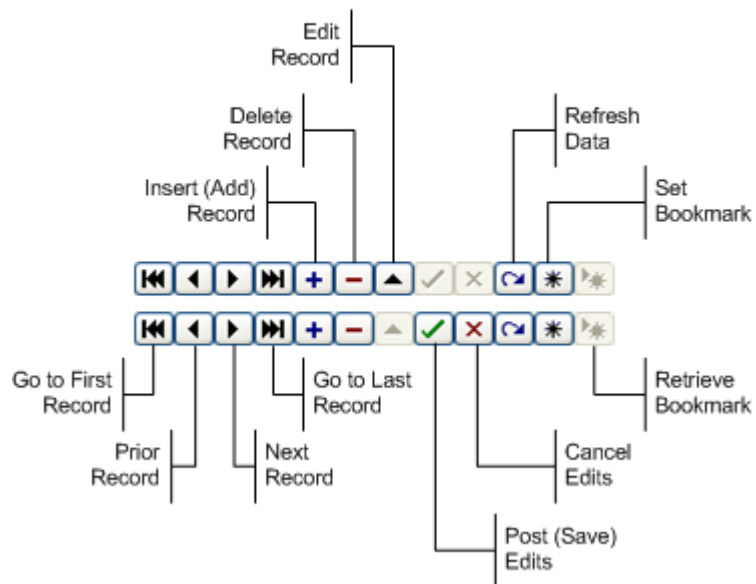 Edit
Record
Delete
Record
Refresh
Data
Insert (Add)
Record
Set
Bookmark
Go to First
Record
Go to Last
Record
Retrieve
Bookmark
Prior
Record
Next
Record
Cancel
Edits
Post (Save)
Edits